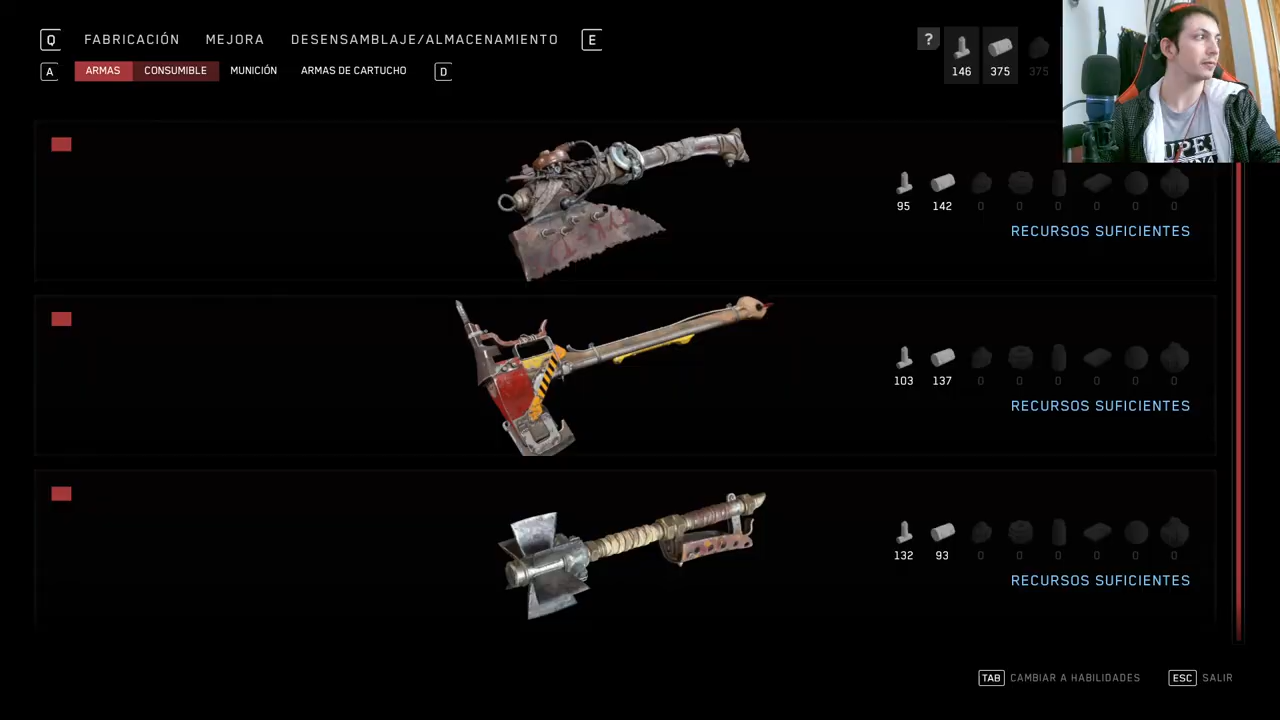 Q FABRICACIÓN MEJORA DESENSAMBLAJE/ALMACENAMIENTO E
A ARMAS CONSUMIBLE MUNICIÓN ARMAS DE CARTUCHO D
? 146 375 375
95 142 0 0 0 0 0 0
RECURSOS SUFICIENTES
103 137 0 0 0 0 0 0
RECURSOS SUFICIENTES
132 93 0 0 0 0 0 0
RECURSOS SUFICIENTES
TAB CAMBIAR A HABILIDADES ESC SALIR